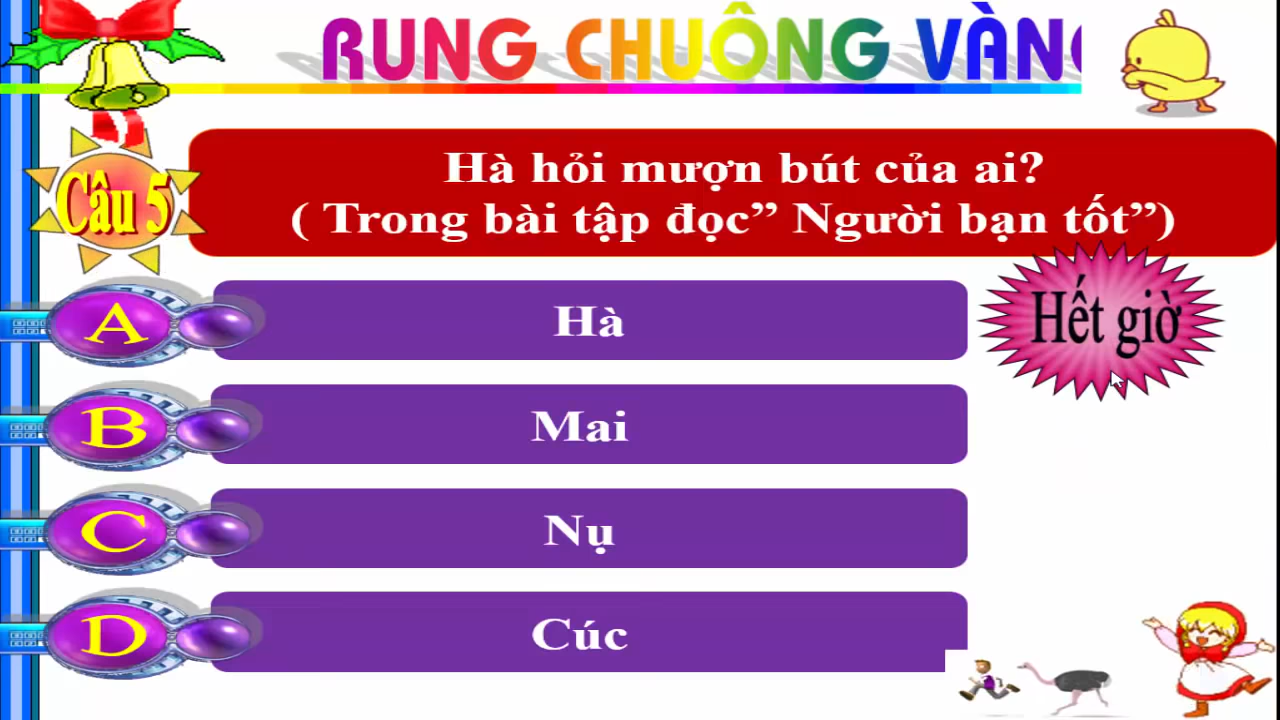 RUNG CHUÔNG VÀNG
Câu 5
Hà hỏi mượn bút của ai?
( Trong bài tập đọc” Người bạn tốt”)
Hết giờ
A
Hà
B
Mai
C
Nụ
D
Cúc